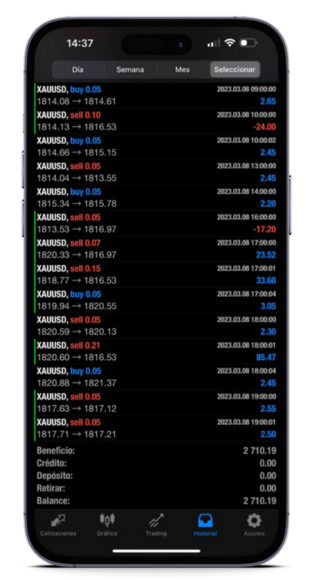 14:37
Día Semana Mes Seleccionar
XAUUSD, buy 0.05 2023.03.08 09:00:00
1814.08 → 1814.61 2.65
XAUUSD, sell 0.10 2023.03.08 10:00:00
1814.13 → 1816.53 -24.00
XAUUSD, buy 0.05 2023.03.08 10:00:02
1814.66 → 1815.15 2.45
XAUUSD, sell 0.05 2023.03.08 13:00:00
1814.04 → 1813.55 2.45
XAUUSD, buy 0.05 2023.03.08 14:00:00
1815.34 → 1815.78 2.20
XAUUSD, sell 0.05 2023.03.08 16:00:00
1813.53 → 1816.97 -17.20
XAUUSD, sell 0.07 2023.03.08 17:00:00
1820.33 → 1816.97 23.52
XAUUSD, sell 0.15 2023.03.08 17:00:01
1818.77 → 1816.53 33.60
XAUUSD, buy 0.05 2023.03.08 17:00:04
1819.94 → 1820.55 3.05
XAUUSD, sell 0.05 2023.03.08 18:00:00
1820.59 → 1820.13 2.30
XAUUSD, sell 0.21 2023.03.08 18:00:01
1820.60 → 1816.53 85.47
XAUUSD, buy 0.05 2023.03.08 18:00:04
1820.88 → 1821.37 2.45
XAUUSD, sell 0.05 2023.03.08 19:00:00
1817.63 → 1817.12 2.55
XAUUSD, sell 0.05 2023.03.08 19:00:01
1817.71 → 1817.21 2.50
Beneficio: 2 710.19
Crédito: 0.00
Depósito: 0.00
Retirar: 0.00
Balance: 2 710.19
Cotizaciones Gráfico Trading Historial Ajustes